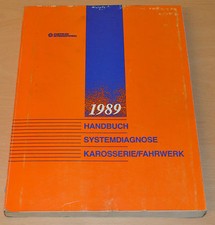 1989
HANDBUCH
SYSTEMDIAGNOSE
KAROSSERIE/FAHRWERK